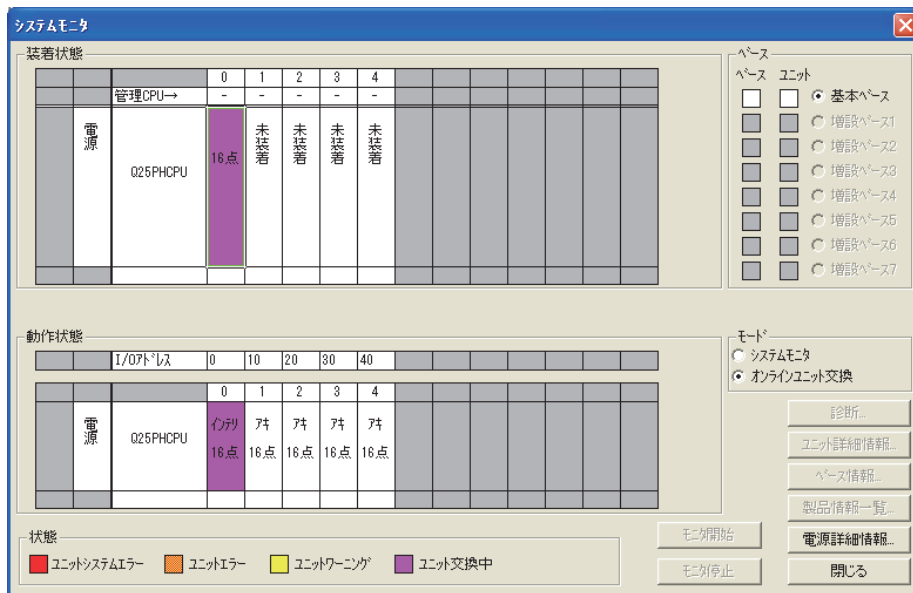 システムモニタ
装着状態
0 1 2 3 4
管理CPU→ - - - - -
電源 Q25PHCPU 16点 未装着 未装着 未装着 未装着
ベース
ベース ユニット
基本ベース
増設ベース1
増設ベース2
増設ベース3
増設ベース4
増設ベース5
増設ベース6
増設ベース7
動作状態
I/Oアドレス 0 10 20 30 40
0 1 2 3 4
電源 Q25PHCPU インテリ アキ アキ アキ アキ
16点 16点 16点 16点 16点
モード
システムモニタ
オンラインユニット交換
診断...
ユニット詳細情報...
ベース情報...
製品情報一覧...
電源詳細情報...
閉じる
モニタ開始
モニタ停止
状態
ユニットシステムエラー ユニットエラー ユニットワーニング ユニット交換中